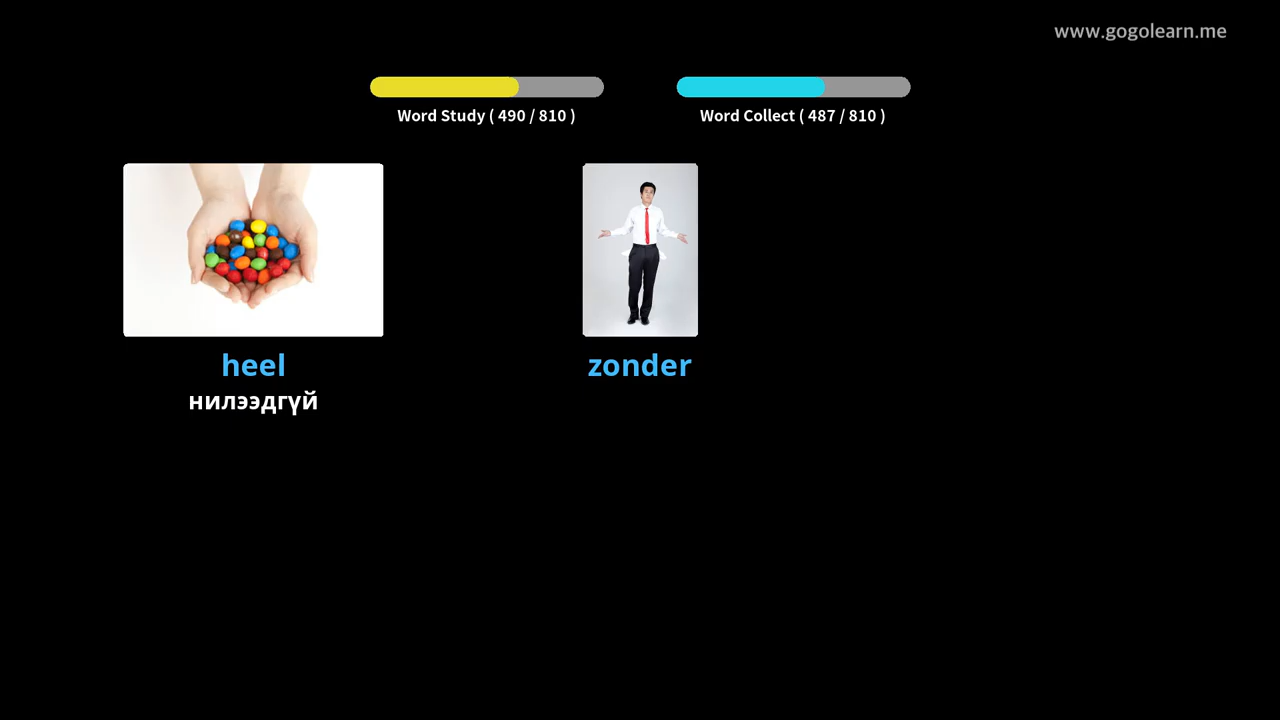 www.gogolearn.me
Word Study ( 490 / 810 )
Word Collect ( 487 / 810 )
heel
нилээдгүй
zonder